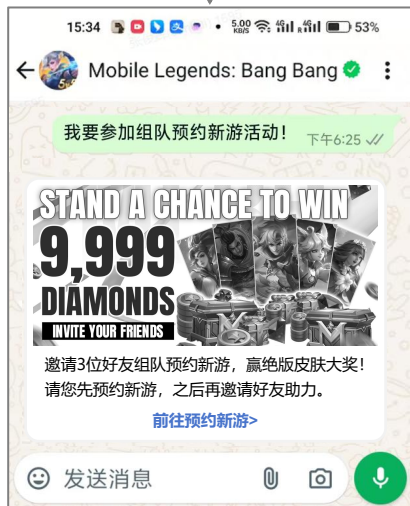 15:34 5.00 KB/S 4G R 4G 53%
Mobile Legends: Bang Bang
我要参加组队预约新游活动！ 下午6:25
STAND A CHANCE TO WIN
9,999
DIAMONDS
INVITE YOUR FRIENDS
邀请3位好友组队预约新游，赢绝版皮肤大奖！
请您先预约新游，之后再邀请好友助力。
前往预约新游>
发送消息